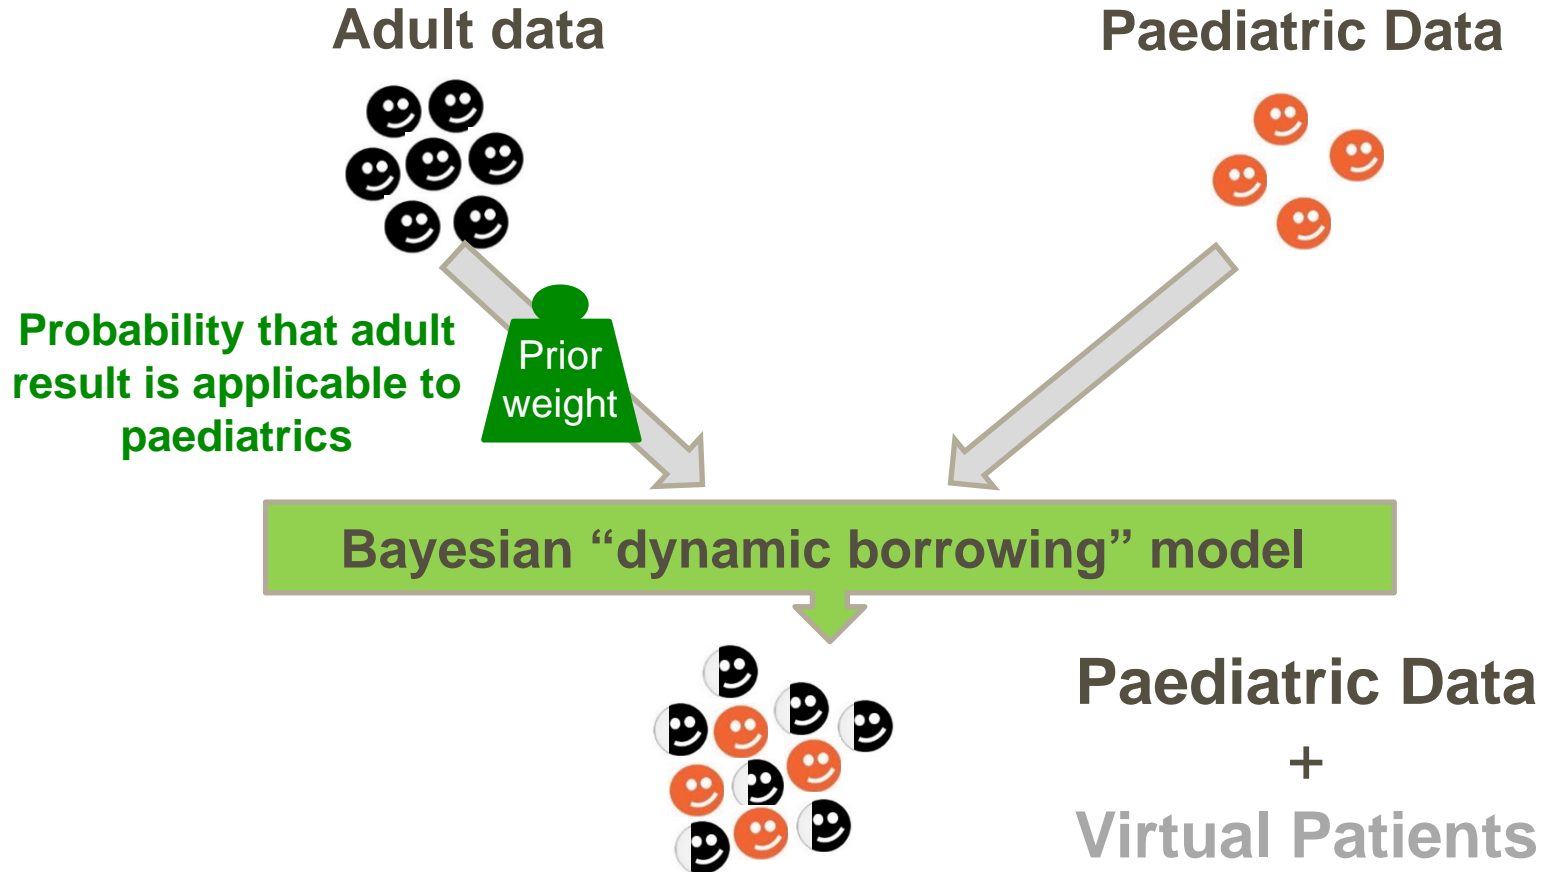 Adult data
Paediatric Data
Probability that adult
result is applicable to
paediatrics
Prior
weight
Bayesian “dynamic borrowing” model
Paediatric Data
+
Virtual Patients